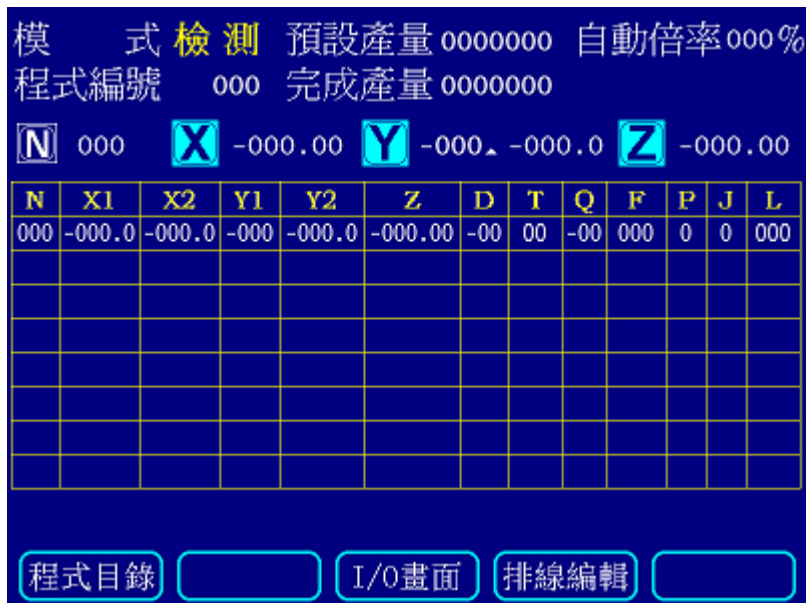 模 式 檢 測 預設產量 0000000 自動倍率 000%
程式編號 000 完成產量 0000000
N 000 X -000.00 Y -000. -000.0 Z -000.00
N X1 X2 Y1 Y2 Z D T Q F P J L
000 -000.0 -000.0 -000 -000.0 -000.00 -00 00 -00 000 0 0 000
程式目錄 I/O畫面 排線編輯